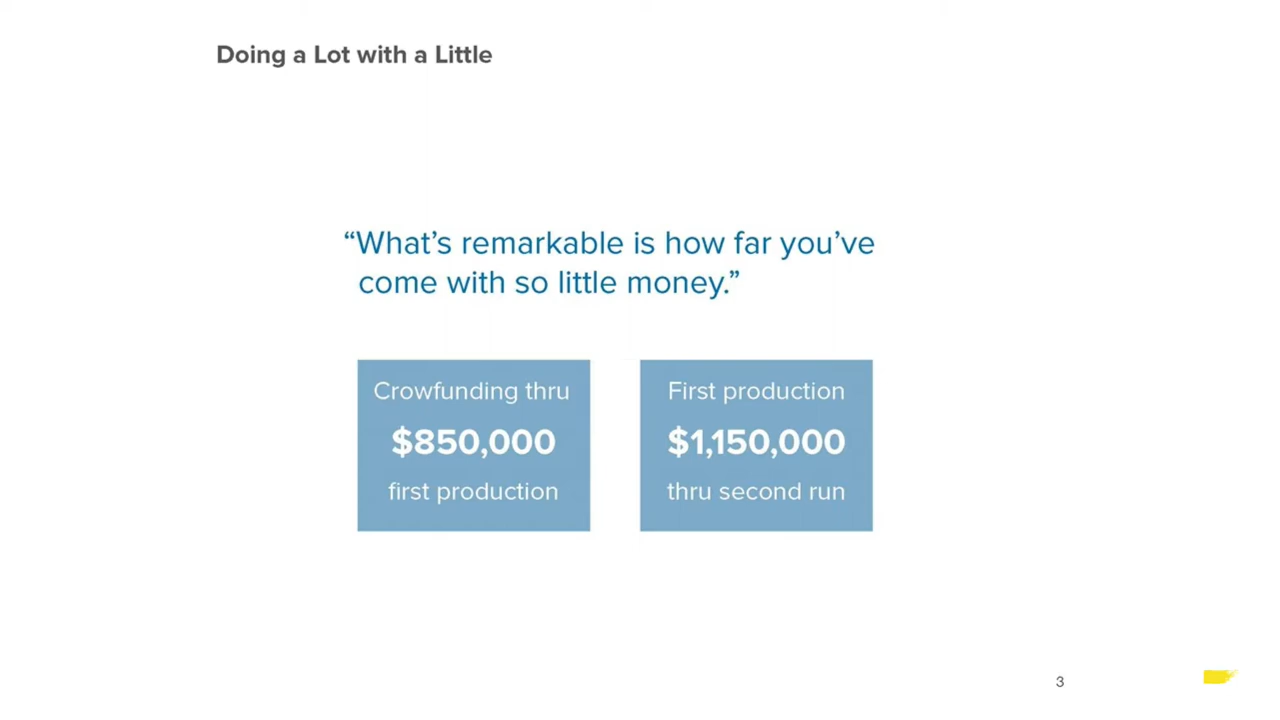 Doing a Lot with a Little
“What’s remarkable is how far you’ve
come with so little money.”
Crowfunding thru
$850,000
first production
First production
$1,150,000
thru second run
3